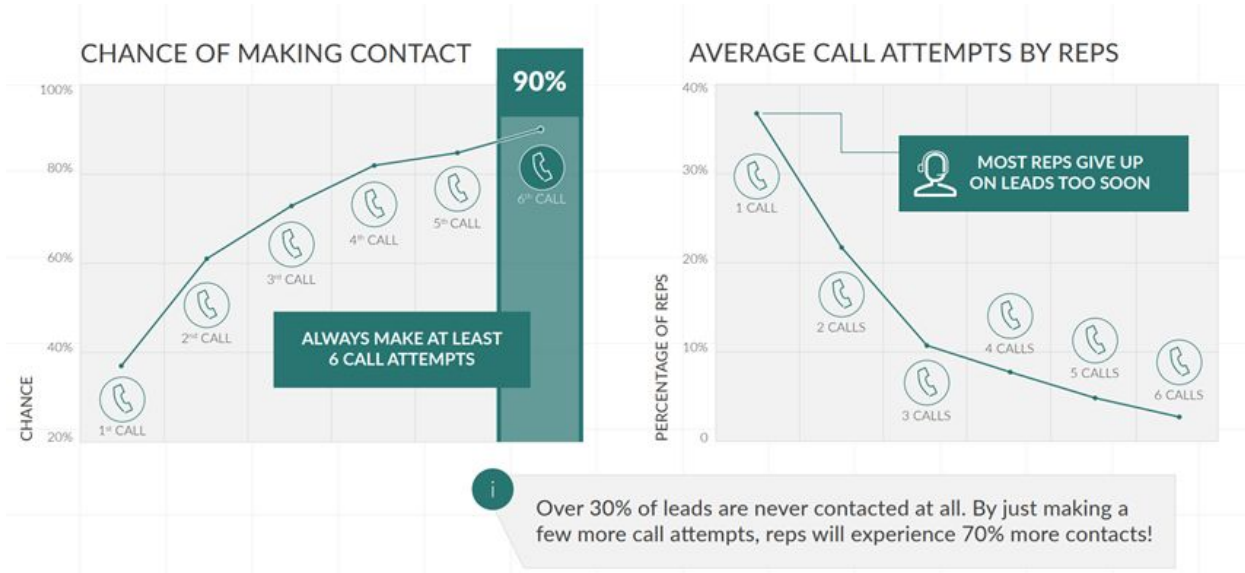 CHANCE OF MAKING CONTACT
90%
100%
80%
60%
40%
20%
CHANCE
1st CALL
2nd CALL
3rd CALL
4th CALL
5th CALL
6th CALL
ALWAYS MAKE AT LEAST
6 CALL ATTEMPTS
AVERAGE CALL ATTEMPTS BY REPS
40%
30%
20%
10%
0
PERCENTAGE OF REPS
MOST REPS GIVE UP
ON LEADS TOO SOON
1 CALL
2 CALLS
3 CALLS
4 CALLS
5 CALLS
6 CALLS
i
Over 30% of leads are never contacted at all. By just making a
few more call attempts, reps will experience 70% more contacts!